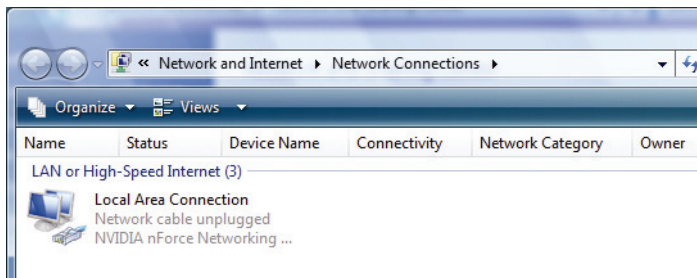 « Network and Internet Network Connections
Organize Views
Name Status Device Name Connectivity Network Category Owner
LAN or High-Speed Internet (3)
Local Area Connection
Network cable unplugged
NVIDIA nForce Networking ...